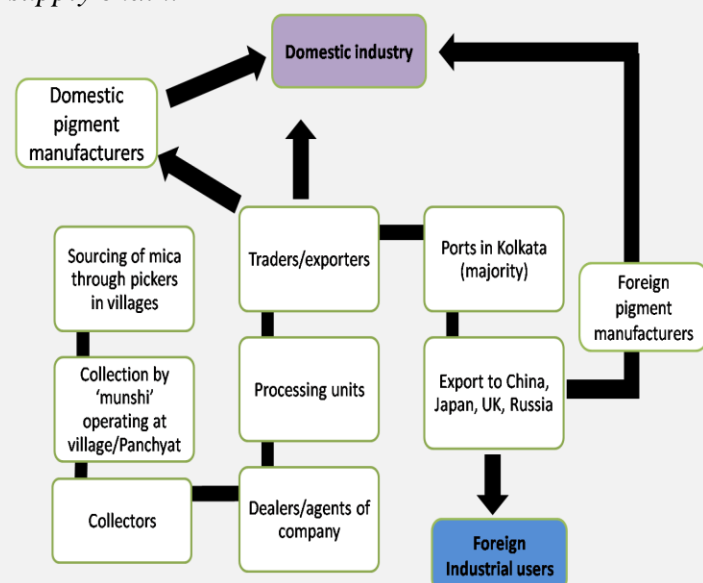 supply chain
Domestic industry
Domestic
pigment
manufacturers
Sourcing of mica
through pickers
in villages
Traders/exporters
Ports in Kolkata
(majority)
Foreign
pigment
manufacturers
Collection by
‘munshi’
operating at
village/Panchyat
Processing units
Export to China,
Japan, UK, Russia
Collectors
Dealers/agents of
company
Foreign
Industrial users